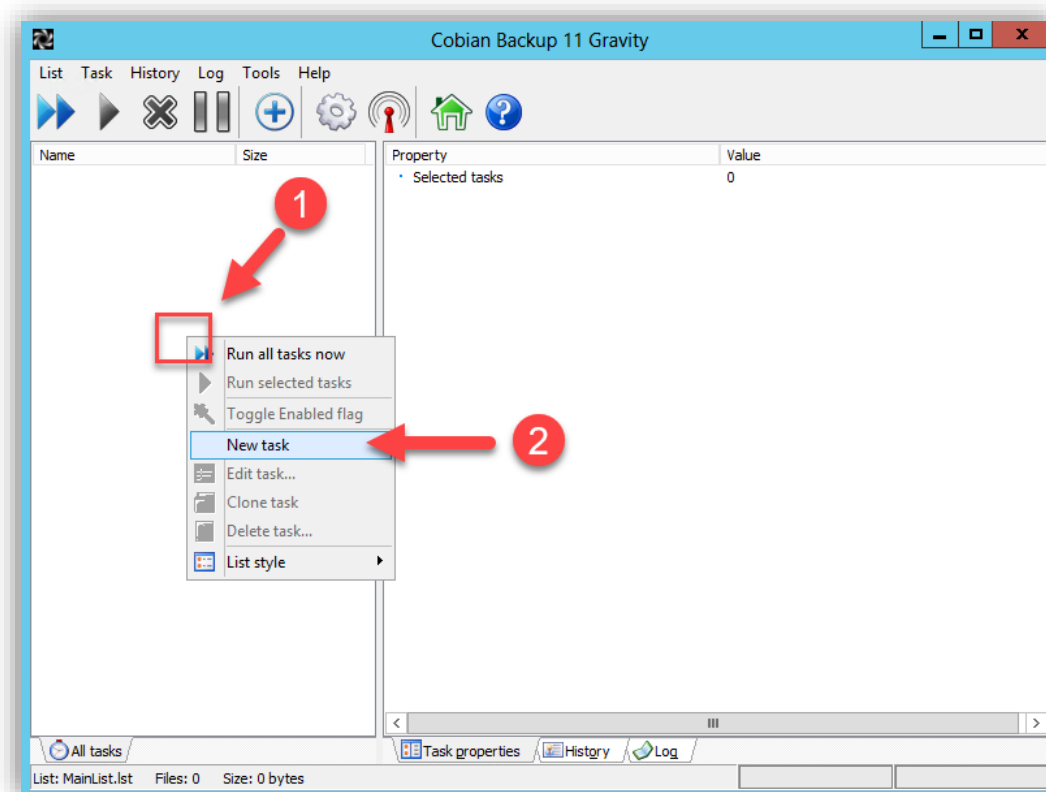 Cobian Backup 11 Gravity
List Task History Log Tools Help
Name Size
Property Value
Selected tasks 0
1
Run all tasks now
Run selected tasks
Toggle Enabled flag
New task
2
Edit task...
Clone task
Delete task...
List style
All tasks
Task properties History Log
List: MainList.lst Files: 0 Size: 0 bytes